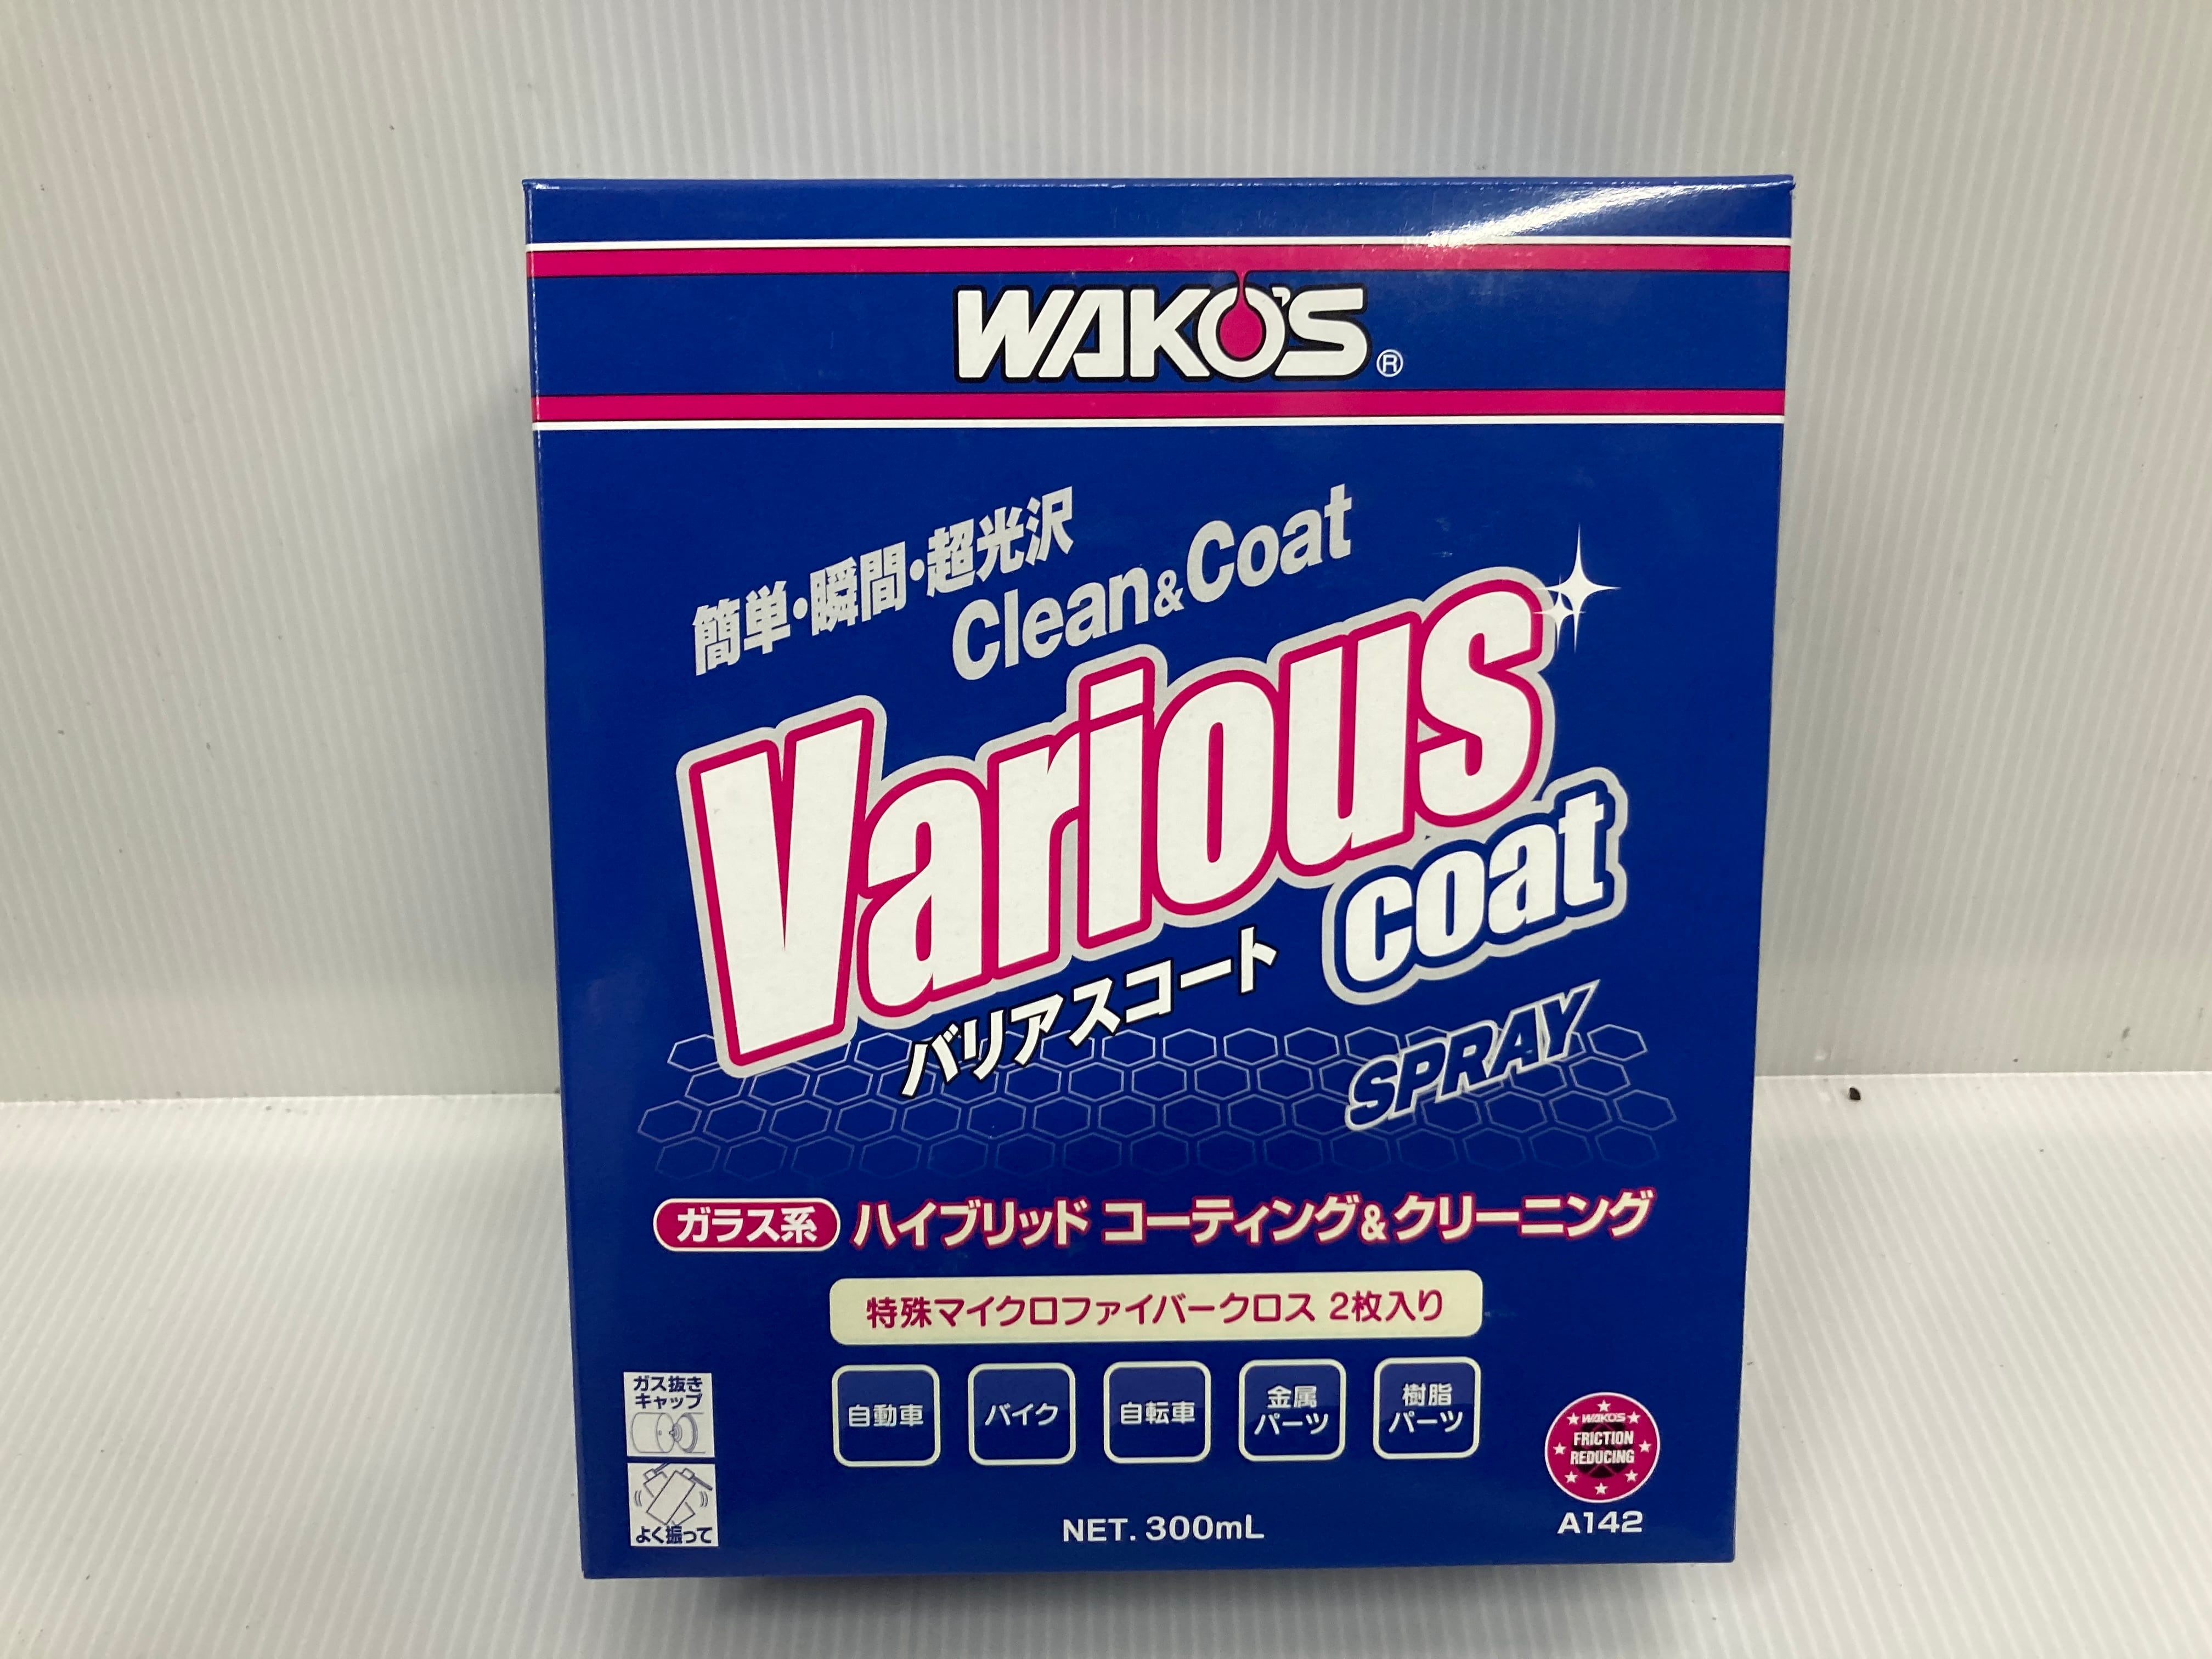 WAKO'S®
簡単・瞬間・超光沢
Clean&Coat
Various
coat
バリアスコート
SPRAY
ガラス系 ハイブリッド コーティング&クリーニング
特殊マイクロファイバークロス 2枚入り
ガス抜き
キャップ
自動車 バイク 自転車 金属パーツ 樹脂パーツ
よく振って
WAKO'S
FRICTION
REDUCING
NET. 300mL
A142